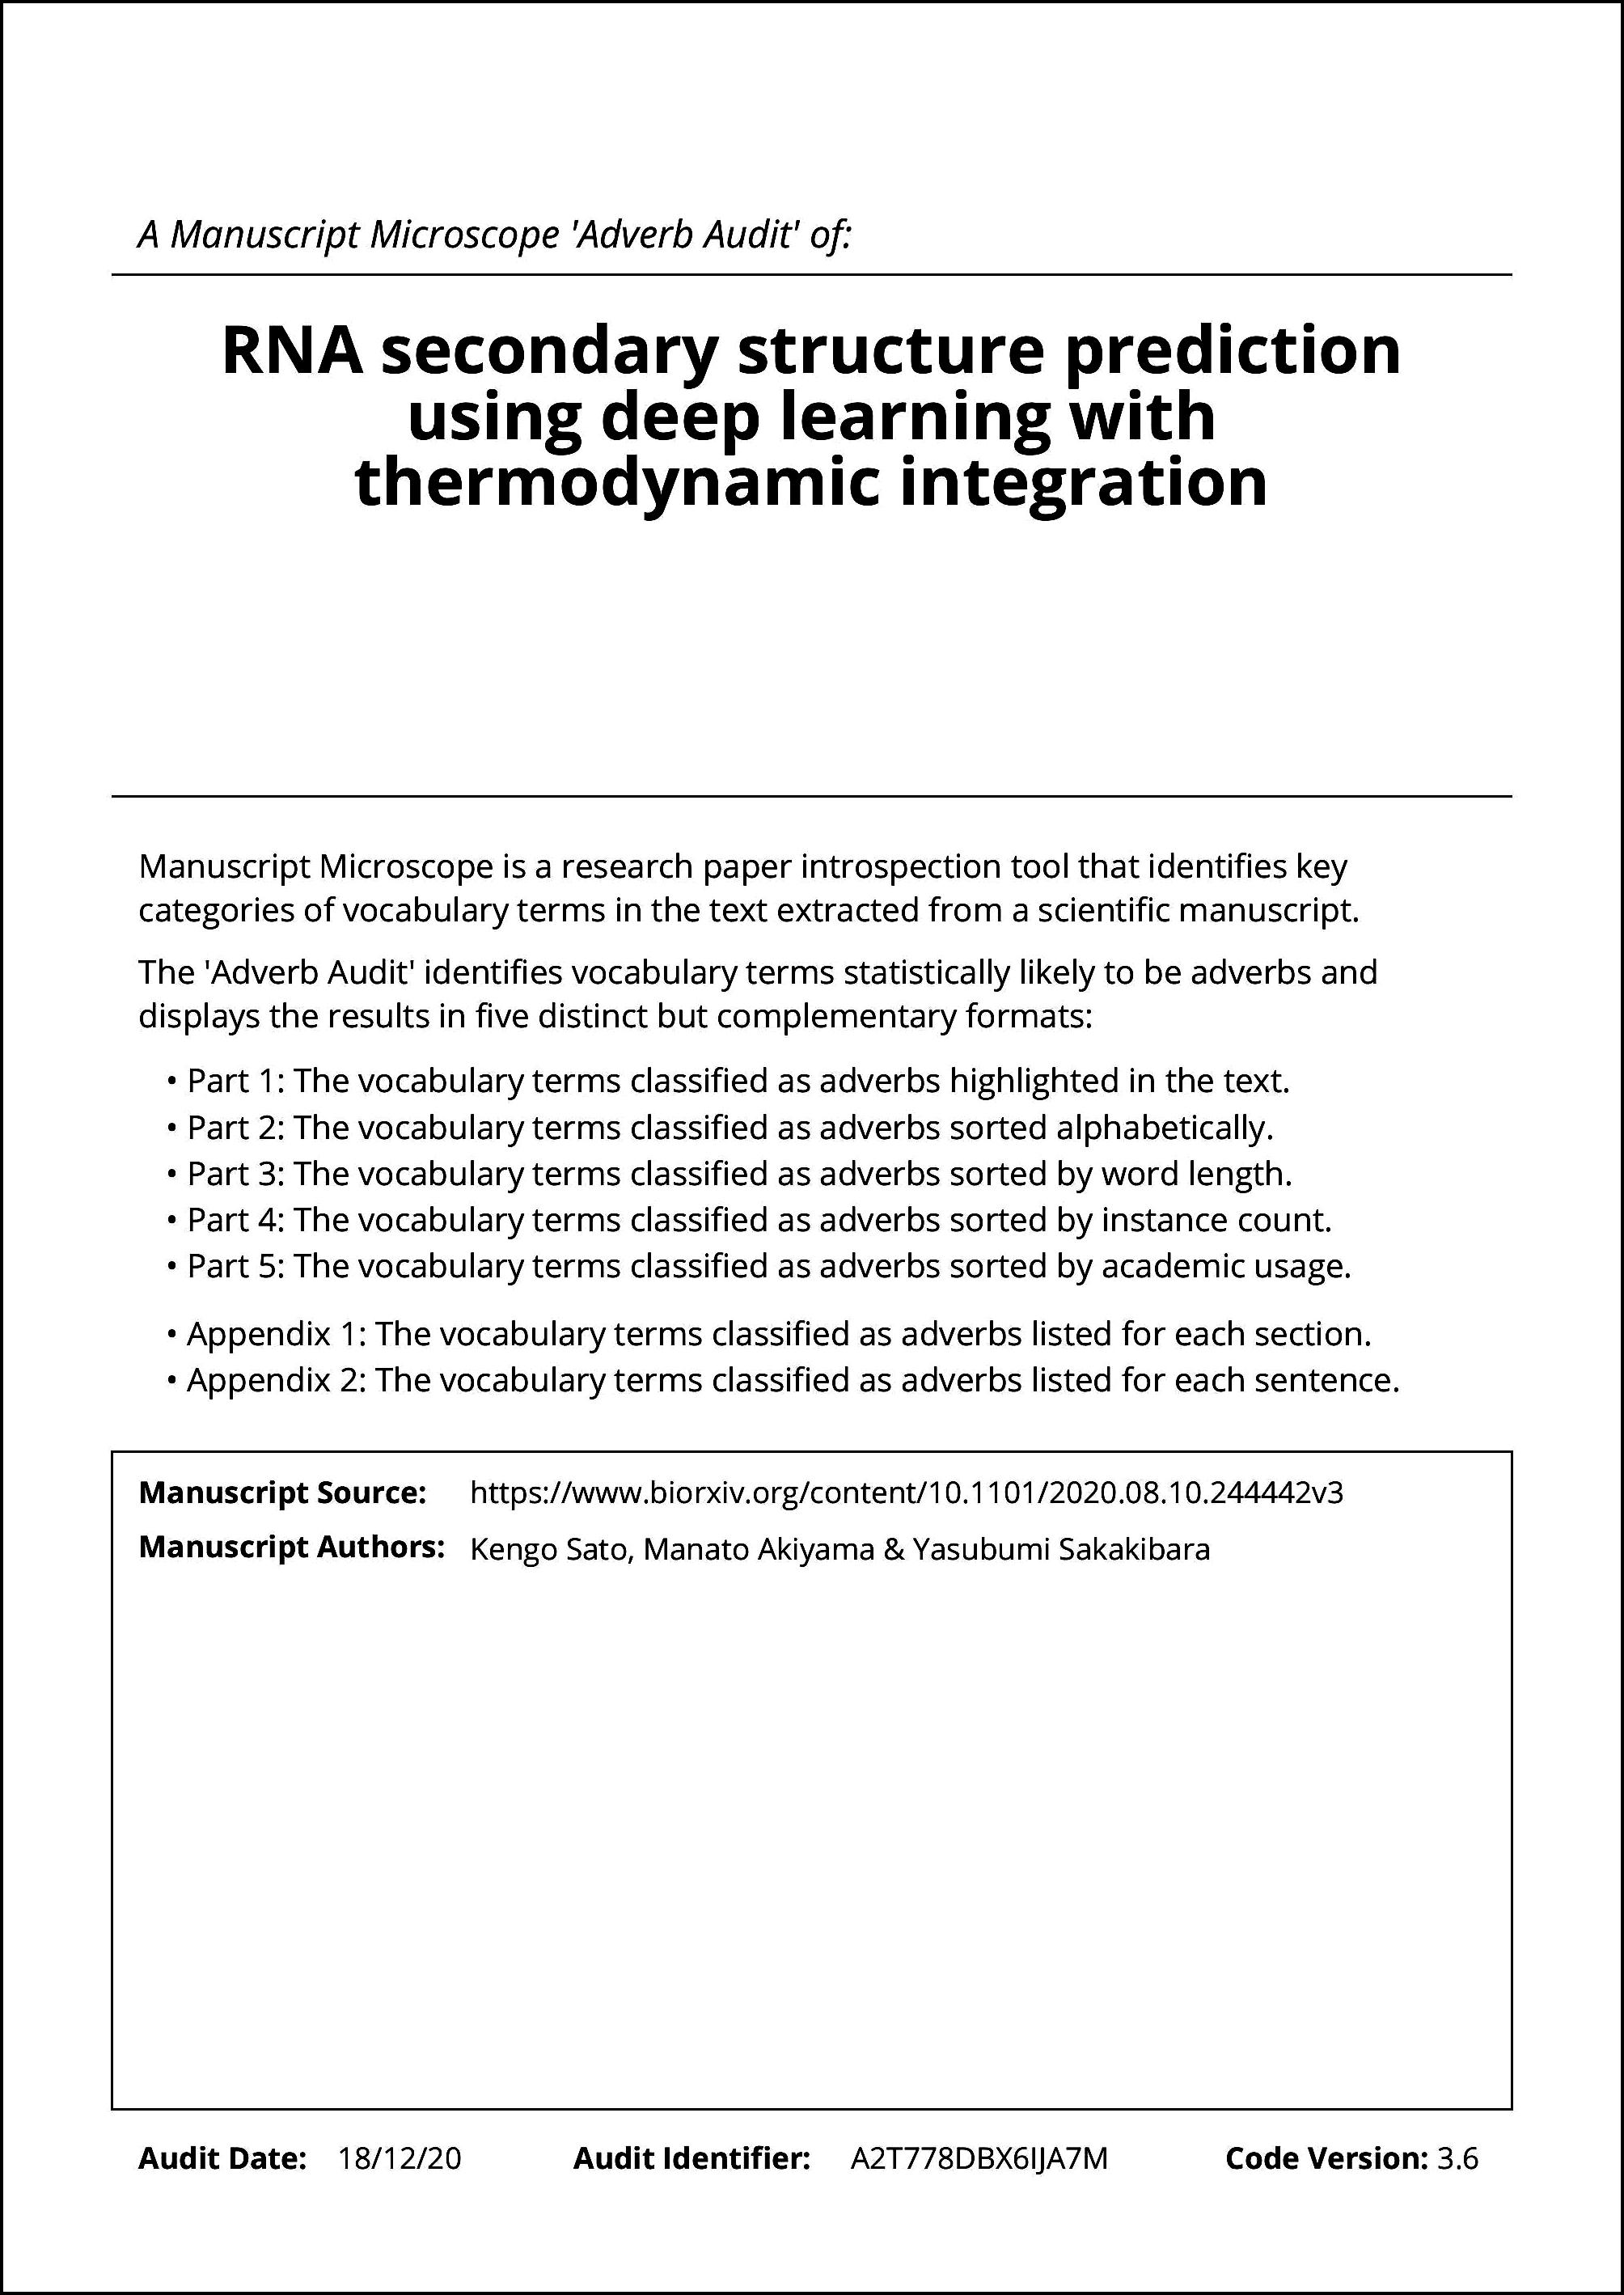 A Manuscript Microscope 'Adverb Audit' of:
RNA secondary structure prediction
using deep learning with
thermodynamic integration
Manuscript Microscope is a research paper introspection tool that identifies key
categories of vocabulary terms in the text extracted from a scientific manuscript.
The 'Adverb Audit' identifies vocabulary terms statistically likely to be adverbs and
displays the results in five distinct but complementary formats:
• Part 1: The vocabulary terms classified as adverbs highlighted in the text.
• Part 2: The vocabulary terms classified as adverbs sorted alphabetically.
• Part 3: The vocabulary terms classified as adverbs sorted by word length.
• Part 4: The vocabulary terms classified as adverbs sorted by instance count.
• Part 5: The vocabulary terms classified as adverbs sorted by academic usage.
• Appendix 1: The vocabulary terms classified as adverbs listed for each section.
• Appendix 2: The vocabulary terms classified as adverbs listed for each sentence.
Manuscript Source: https://www.biorxiv.org/content/10.1101/2020.08.10.244442v3
Manuscript Authors: Kengo Sato, Manato Akiyama & Yasubumi Sakakibara
Audit Date: 18/12/20 Audit Identifier: A2T778DBX6IJA7M Code Version: 3.6